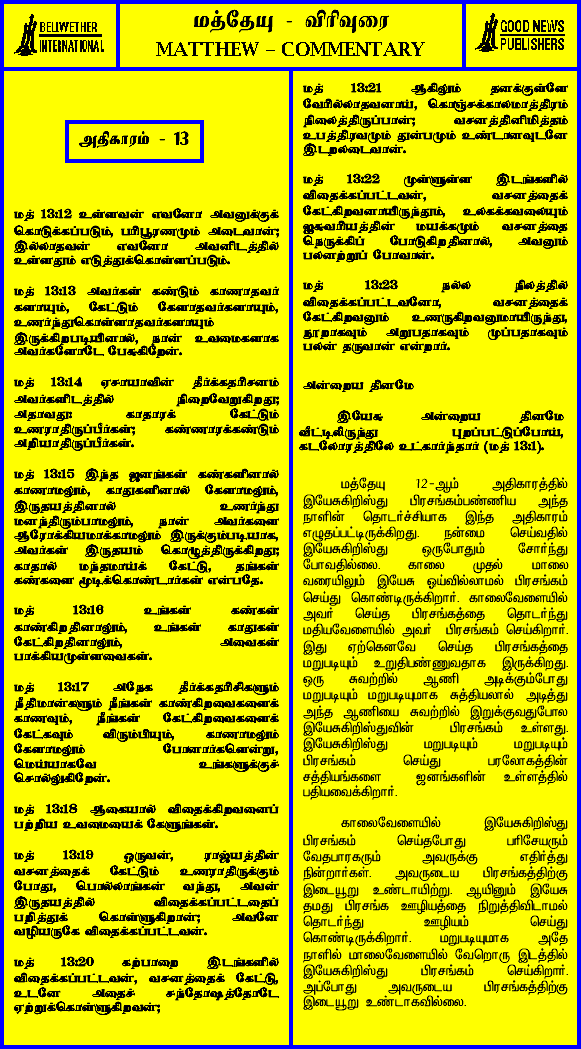 BELIWETHER
INTERNATIONAL
மத்தேயு - விரிவுரை
MATTHEW – COMMENTARY
GOOD NEWS
PUBLISHERS
அதிகாரம் - 13
மத் 13:12 உள்ளவன் எவனோ அவனுக்குக்
கொடுக்கப்படும், பரிபூரணமும் அடைவான்;
இல்லாதவன் எவனோ அவனிடத்தில்
உள்ளதும் எடுத்துக்கொள்ளப்படும்.
மத் 13:13 அவர்கள் கண்டும் காணாதவர்
களாயும், கேட்டும் கேளாதவர்களாயும்,
உணர்ந்துகொள்ளாதவர்களாயும்
இருக்கிறபடியினால், நான் உவமைகளாக
அவர்களோடே பேசுகிறேன்.
மத் 13:14 ஏசாயாவின் தீர்க்கதரிசனம்
அவர்களிடத்தில் நிறைவேறுகிறது;
அதாவது: காதாரக் கேட்டும்
உணராதிருப்பீர்கள்; கண்ணாரக்கண்டும்
அறியாதிருப்பீர்கள்.
மத் 13:15 இந்த ஜனங்கள் கண்களினால்
காணாமலும், காதுகளினால் கேளாமலும்,
இருதயத்தினால் உணர்ந்து
மனந்திரும்பாமலும், நான் அவர்களை
ஆரோக்கியமாக்காமலும் இருக்கும்படியாக,
அவர்கள் இருதயம் கொழுத்திருக்கிறது;
காதால் மந்தமாய்க் கேட்டு, தங்கள்
கண்களை மூடிக்கொண்டார்கள் என்பதே.
மத் 13:16 உங்கள் கண்கள்
காண்கிறதினாலும், உங்கள் காதுகள்
கேட்கிறதினாலும், அவைகள்
பாக்கியமுள்ளவைகள்.
மத் 13:17 அநேக தீர்க்கதரிசிகளும்
நீதிமான்களும் நீங்கள் காண்கிறவைகளைக்
காணவும், நீங்கள் கேட்கிறவைகளைக்
கேட்கவும் விரும்பியும், காணாமலும்
கேளாமலும் போனார்களென்று,
மெய்யாகவே உங்களுக்குச்
சொல்லுகிறேன்.
மத் 13:18 ஆகையால் விதைக்கிறவனைப்
பற்றிய உவமையைக் கேளுங்கள்.
மத் 13:19 ஒருவன், ராஜ்யத்தின்
வசனத்தைக் கேட்டும் உணராதிருக்கும்
போது, பொல்லாங்கன் வந்து, அவன்
இருதயத்தில் விதைக்கப்பட்டதைப்
பறித்துக் கொள்ளுகிறான்; அவனே
வழியருகே விதைக்கப்பட்டவன்.
மத் 13:20 கற்பாறை இடங்களில்
விதைக்கப்பட்டவன், வசனத்தைக் கேட்டு,
உடனே அதைச் சந்தோஷத்தோடே
ஏற்றுக்கொள்ளுகிறவன்;
மத் 13:21 ஆகிலும் தனக்குள்ளே
வேரில்லாதவனாய், கொஞ்சக்காலமாத்திரம்
நிலைத்திருப்பான்; வசனத்தினிமித்தம்
உபத்திரவமும் துன்பமும் உண்டானவுடனே
இடறலடைவான்.
மத் 13:22 முள்ளுள்ள இடங்களில்
விதைக்கப்பட்டவன், வசனத்தைக்
கேட்கிறவனாயிருந்தும், உலகக்கவலையும்
ஐசுவரியத்தின் மயக்கமும் வசனத்தை
நெருக்கிப் போடுகிறதினால், அவனும்
பலனற்றுப் போவான்.
மத் 13:23 நல்ல நிலத்தில்
விதைக்கப்பட்டவனோ, வசனத்தைக்
கேட்கிறவனும் உணருகிறவனுமாயிருந்து,
நூறாகவும் அறுபதாகவும் முப்பதாகவும்
பலன் தருவான் என்றார்.
அன்றைய தினமே
இயேசு அன்றைய தினமே
வீட்டிலிருந்து புறப்பட்டுப்போய்,
கடலோரத்திலே உட்கார்ந்தார் (மத் 13:1).
மத்தேயு 12-ஆம் அதிகாரத்தில்
இயேசுகிறிஸ்து பிரசங்கம்பண்ணிய அந்த
நாளின் தொடர்ச்சியாக இந்த அதிகாரம்
எழுதப்பட்டிருக்கிறது. நன்மை செய்வதில்
இயேசுகிறிஸ்து ஒருபோதும் சோர்ந்து
போவதில்லை. காலை முதல் மாலை
வரையிலும் இயேசு ஓய்வில்லாமல் பிரசங்கம்
செய்து கொண்டிருக்கிறார். காலைவேளையில்
அவர் செய்த பிரசங்கத்தை தொடர்ந்து
மதியவேளையில் அவர் பிரசங்கம் செய்கிறார்.
இது ஏற்கெனவே செய்த பிரசங்கத்தை
மறுபடியும் உறுதிபண்ணுவதாக இருக்கிறது.
ஒரு சுவற்றில் ஆணி அடிக்கும்போது
மறுபடியும் மறுபடியுமாக சுத்தியலால் அடித்து
அந்த ஆணியை சுவற்றில் இறுக்குவதுபோல
இயேசுகிறிஸ்துவின் பிரசங்கம் உள்ளது.
இயேசுகிறிஸ்து மறுபடியும் மறுபடியும்
பிரசங்கம் செய்து பரலோகத்தின்
சத்தியங்களை ஜனங்களின் உள்ளத்தில்
பதியவைக்கிறார்.
காலைவேளையில் இயேசுகிறிஸ்து
பிரசங்கம் செய்தபோது பரிசேயரும்
வேதபாரகரும் அவருக்கு எதிர்த்து
நின்றார்கள். அவருடைய பிரசங்கத்திற்கு
இடையூறு உண்டாயிற்று. ஆயினும் இயேசு
தமது பிரசங்க ஊழியத்தை நிறுத்திவிடாமல்
தொடர்ந்து ஊழியம் செய்து
கொண்டிருக்கிறார். மறுபடியுமாக அதே
நாளில் மாலைவேளையில் வேறொரு இடத்தில்
இயேசுகிறிஸ்து பிரசங்கம் செய்கிறார்.
அப்போது அவருடைய பிரசங்கத்திற்கு
இடையூறு உண்டாகவில்லை.